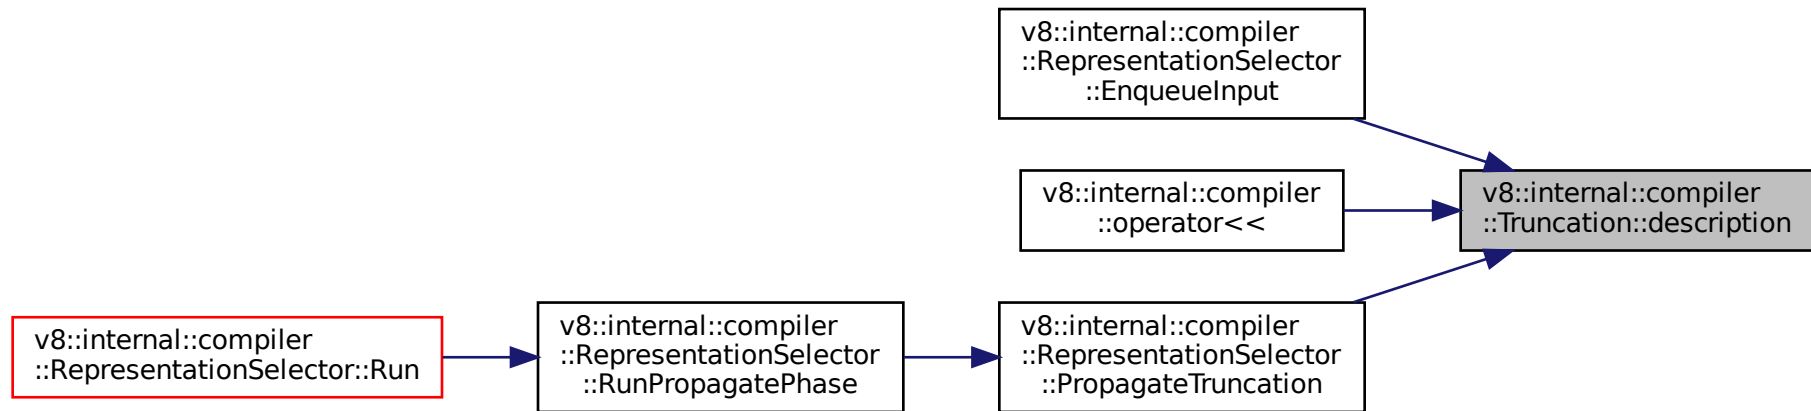 v8::internal::compiler
::RepresentationSelector
::EnqueueInput
v8::internal::compiler
::operator<<
v8::internal::compiler
::Truncation::description
v8::internal::compiler
::RepresentationSelector::Run
v8::internal::compiler
::RepresentationSelector
::RunPropagatePhase
v8::internal::compiler
::RepresentationSelector
::PropagateTruncation